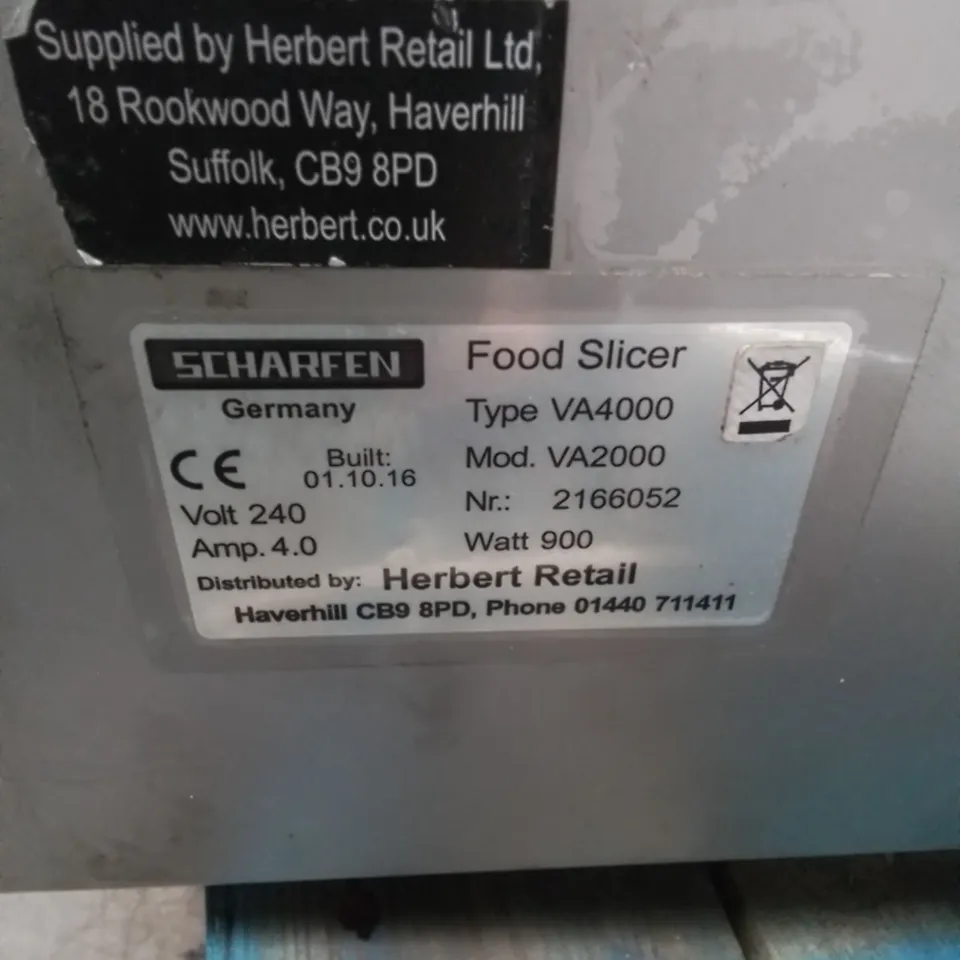 Supplied by Herbert Retail Ltd,
18 Rookwood Way, Haverhill
Suffolk, CB9 8PD
www.herbert.co.uk
SCHARFEN
Germany
CE
Built:
01.10.16
Volt 240
Amp. 4.0
Food Slicer
Type VA4000
Mod. VA2000
Nr.: 2166052
Watt 900
Distributed by: Herbert Retail
Haverhill CB9 8PD, Phone 01440 711411